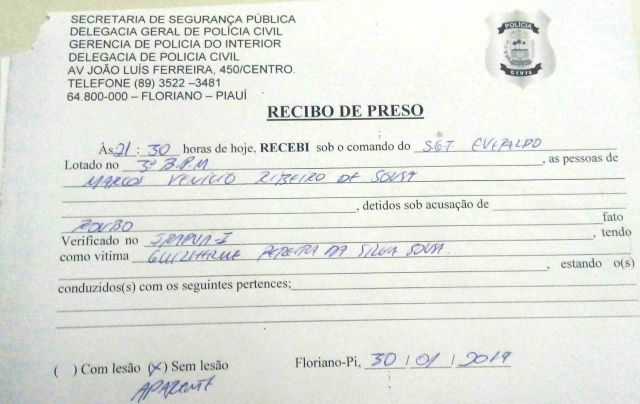 SECRETARIA DE SEGURANÇA PÚBLICA
DELEGACIA GERAL DE POLÍCIA CIVIL
GERENCIA DE POLICIA DO INTERIOR
DELEGACIA DE POLICIA CIVIL
AV JOÃO LUÍS FERREIRA, 450/CENTRO.
TELEFONE (89) 3522 –3481
64.800-000 – FLORIANO – PIAUÍ
POLÍCIA
CIVIL
RECIBO DE PRESO
Às 21 : 30 horas de hoje, RECEBI sob o comando do SGT EVERALDO
Lotado no 3º B.P.M , as pessoas de
MARCOS VINICIO RIBEIRO DE SOUSA
, detidos sob acusação de
ROUBO fato
Verificado no IRAPUA I , tendo
como vitima GUILHERME PEREIRA DA SILVA SOUSA.
, estando o(s)
conduzidos(s) com os seguintes pertences;
( ) Com lesão (X) Sem lesão Floriano-Pi, 30 / 01 / 2019
APARENTE